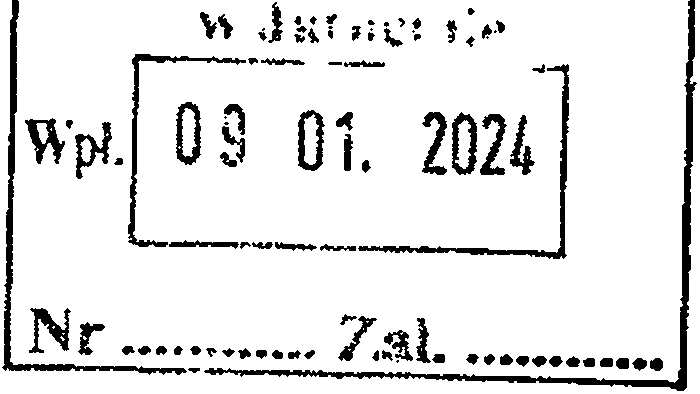 Wpł. 09 01. 2024
Nr ............... Zał. ...............